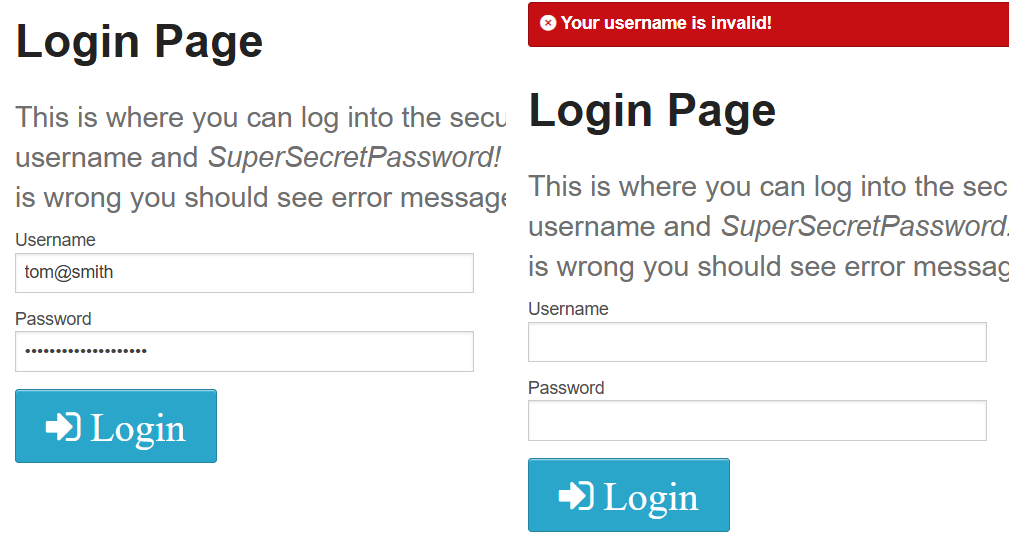 Login Page
This is where you can log into the secu
username and SuperSecretPassword!
is wrong you should see error message
Username
tom@smith
Password
••••••••••••••••••••
Login
Your username is invalid!
Login Page
This is where you can log into the sec
username and SuperSecretPassword.
is wrong you should see error messag
Username
Password
Login